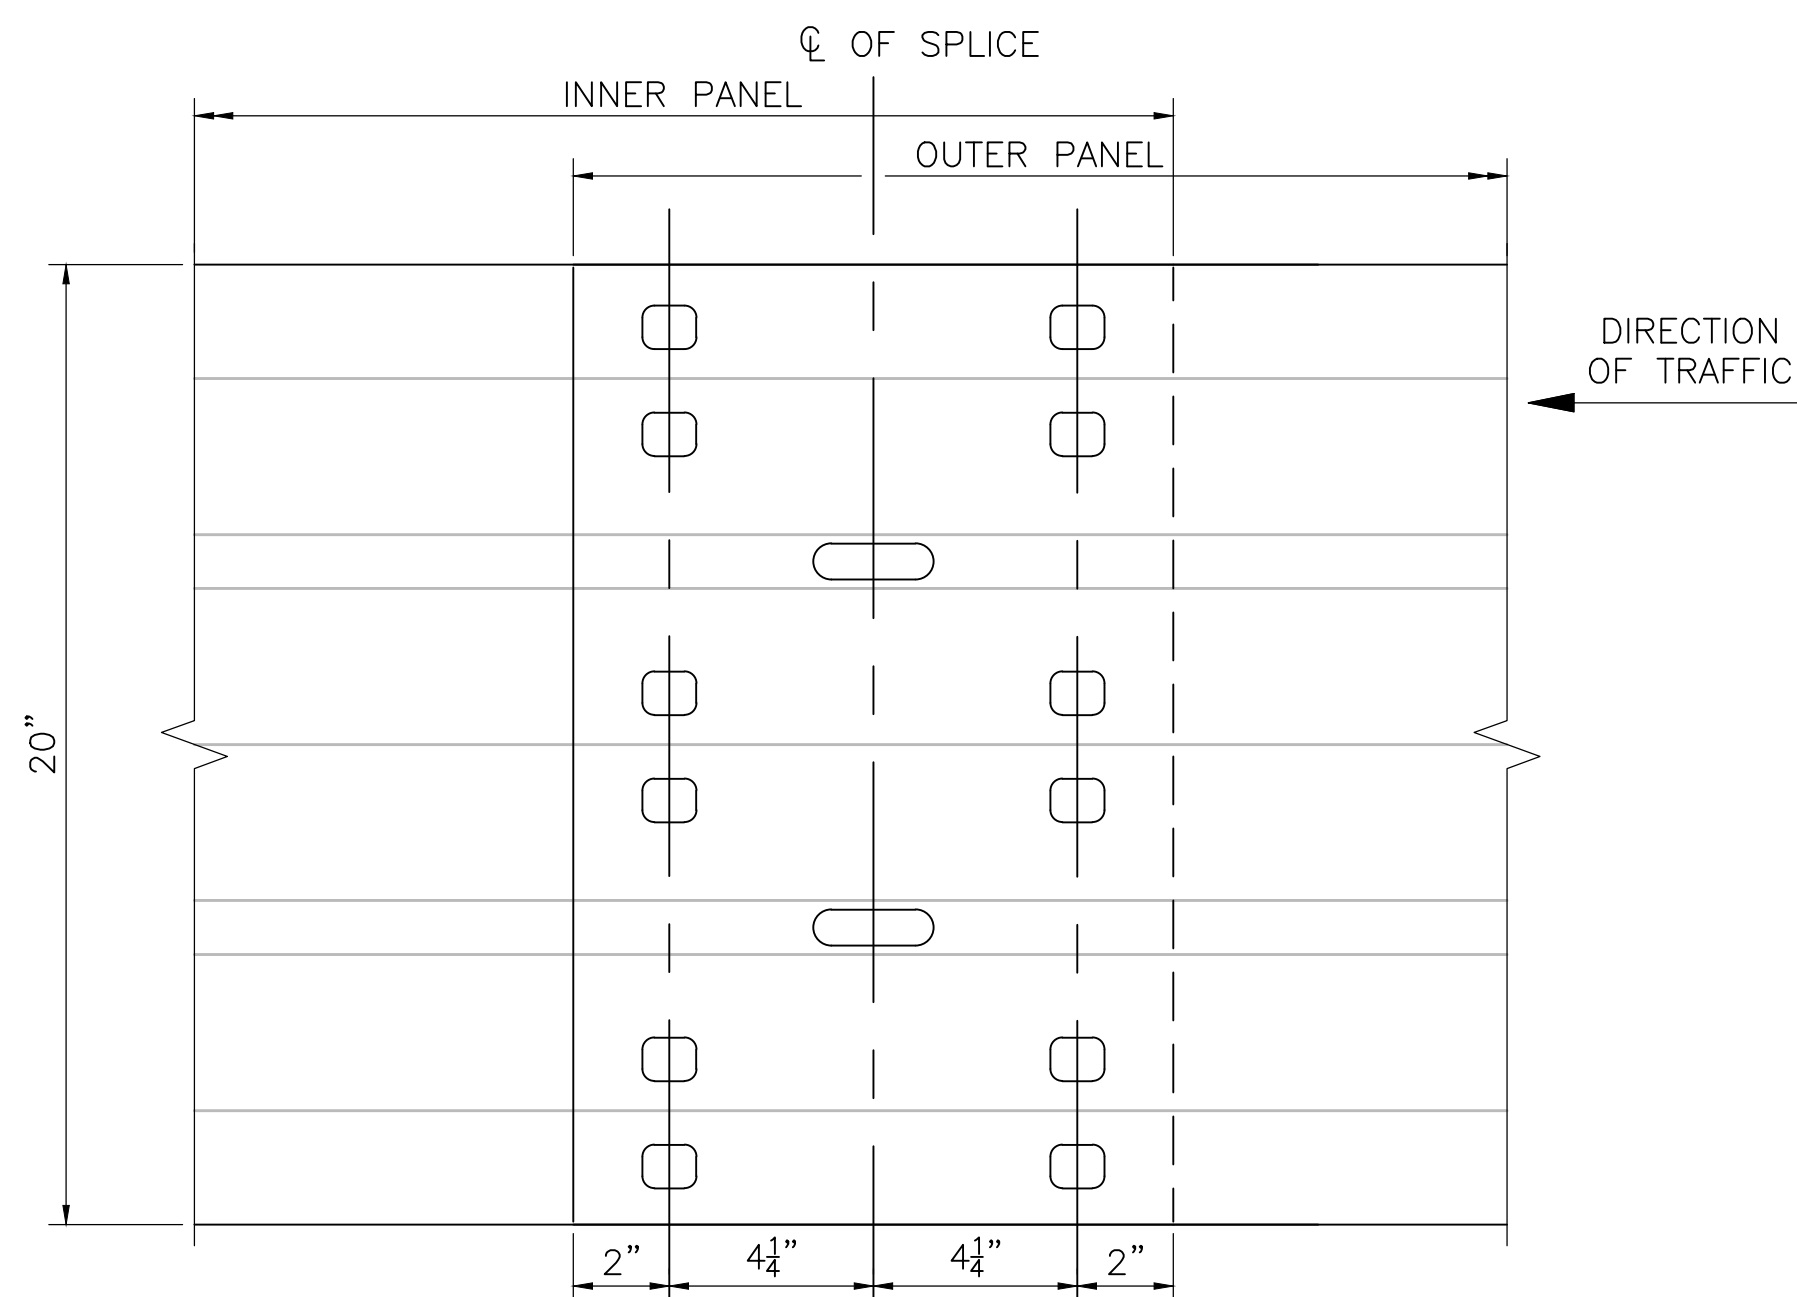 ℄ OF SPLICE
INNER PANEL
OUTER PANEL
DIRECTION
OF TRAFFIC
20”
2” 4¼” 4¼” 2”